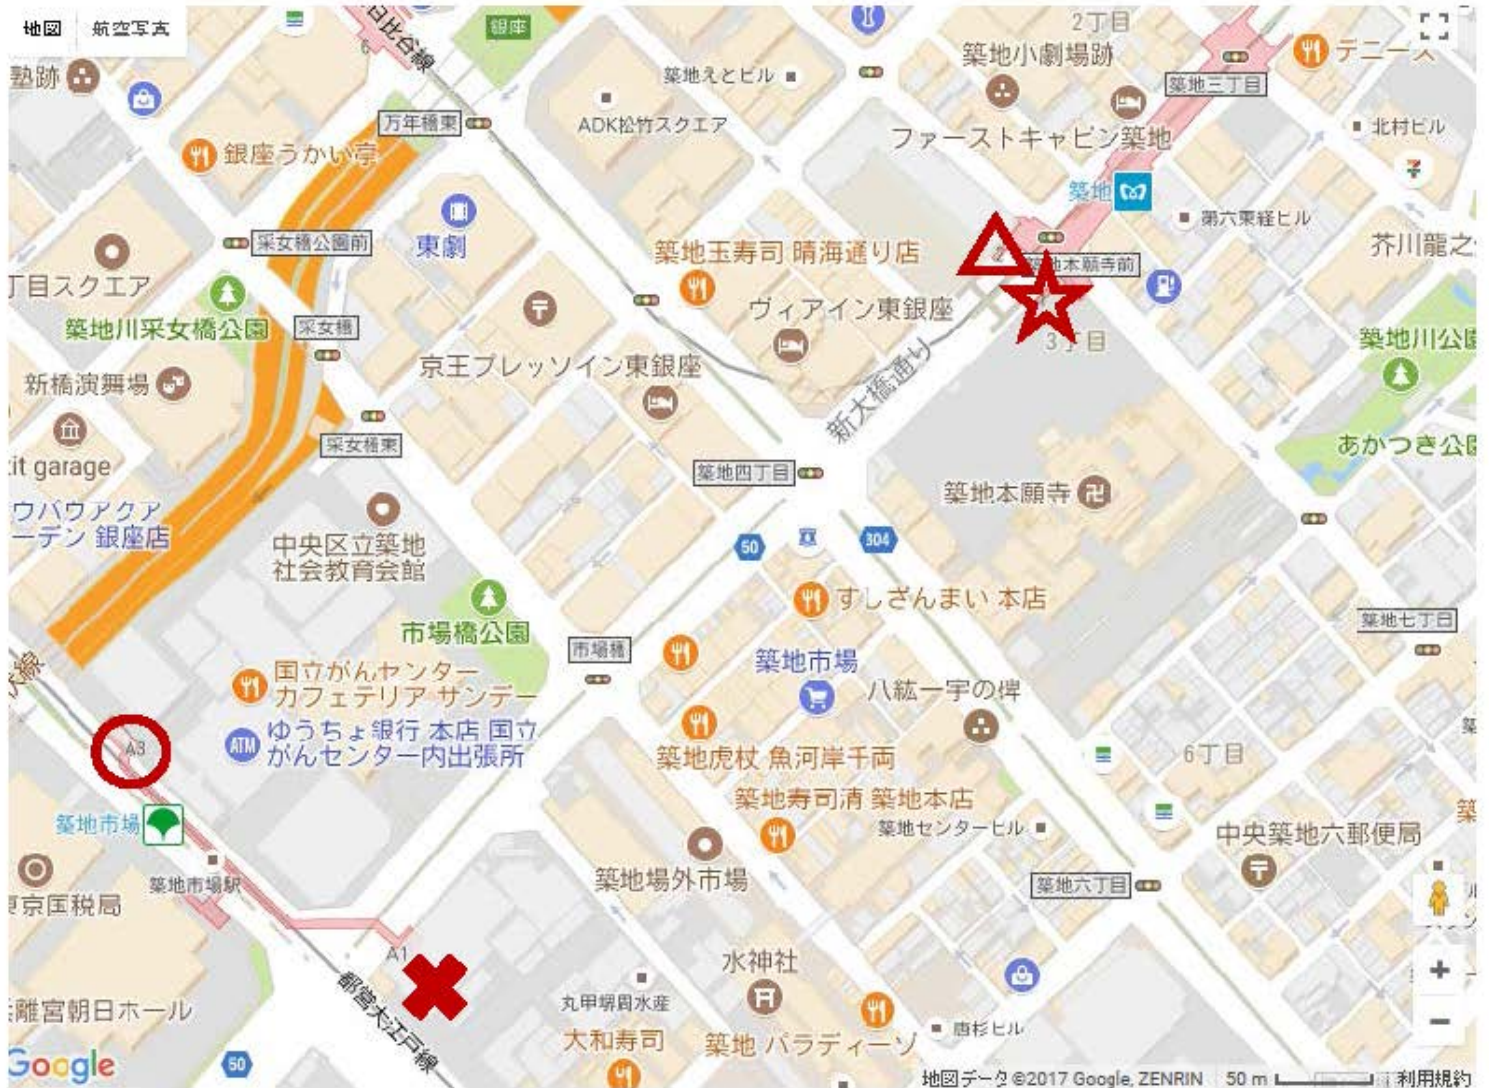 地図
航空写真
銀座
日比谷線
6
2丁目
築地小劇場跡
デニーズ
築地えとビル
築地三丁目
塾跡
万年橋東
ADK松竹スクエア
ファーストキャビン築地
北村ビル
銀座うかい亭
築地
第六東経ビル
采女橋公園前
東劇
築地玉寿司 晴海通り店
築地本願寺前
芥川龍之
丁目スクエア
ヴィアイン東銀座
築地川采女橋公園
采女橋
3丁目
築地川公園
京王プレッソイン東銀座
新橋演舞場
新大橋通り
采女橋東
あかつき公園
it garage
築地四丁目
築地本願寺
卍
ウバウアクア
ーデン 銀座店
中央区立築地
社会教育会館
50
304
すしざんまい 本店
築地七丁目
市場橋公園
市場橋
築地市場
国立がんセンター
カフェテリア サンデー
八紘一宇の碑
ATM
ゆうちょ銀行 本店 国立
がんセンター内出張所
A3
築地虎杖 魚河岸千両
6丁目
築地寿司清 築地本店
築地市場
築地センタービル
中央築地六郵便局
築
築地市場駅
築地場外市場
築地六丁目
東京国税局
A1
水神社
丸甲堺周水産
都営大江戸線
離宮朝日ホール
大和寿司
築地 パラディーソ
唐杉ビル
+
−
Google
50
地図データ ©2017 Google, ZENRIN
50 m
利用規約